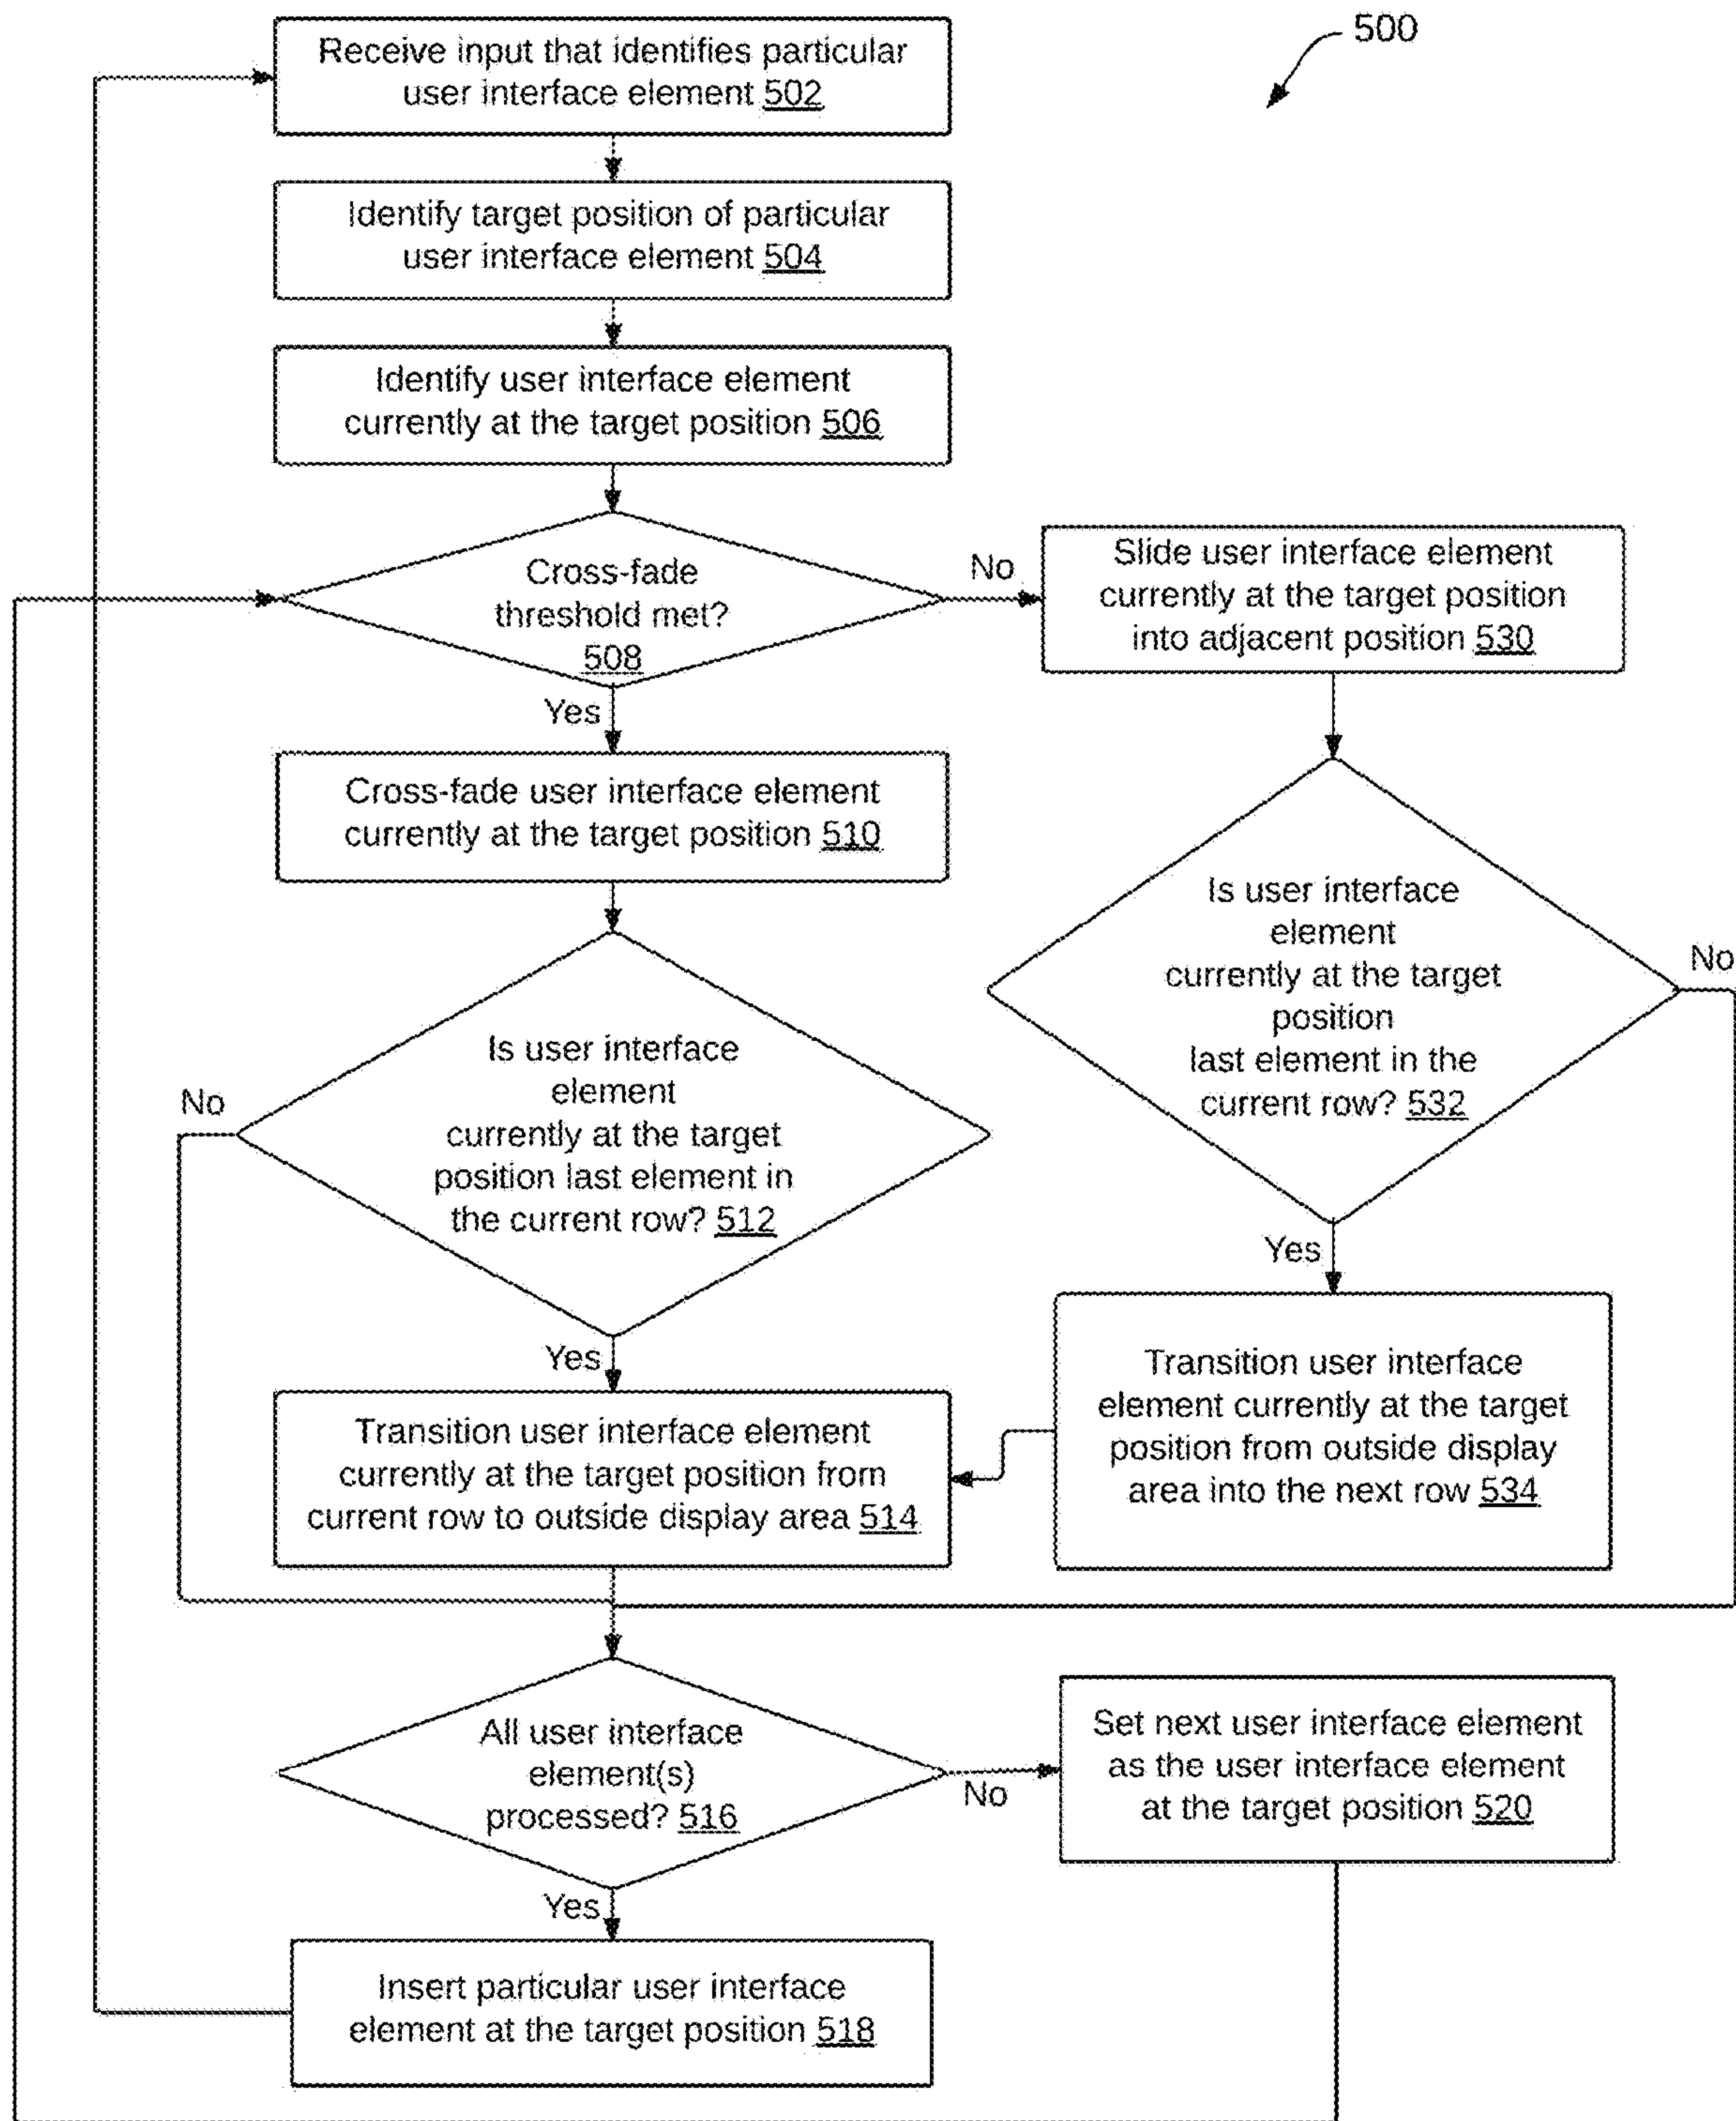 500
Receive input that identifies particular
user interface element 502
Identify target position of particular
user interface element 504
Identify user interface element
currently at the target position 506
Cross-fade
threshold met?
508
No
Slide user interface element
currently at the target position
into adjacent position 530
Yes
Cross-fade user interface element
currently at the target position 510
Is user interface
element
currently at the target
position
last element in the
current row? 532
No
Is user interface
element
currently at the target
position last element in
the current row? 512
No
Yes
Transition user interface
element currently at the target
position from outside display
area into the next row 534
Yes
Transition user interface element
currently at the target position from
current row to outside display area 514
All user interface
element(s)
processed? 516
No
Set next user interface element
as the user interface element
at the target position 520
Yes
Insert particular user interface
element at the target position 518